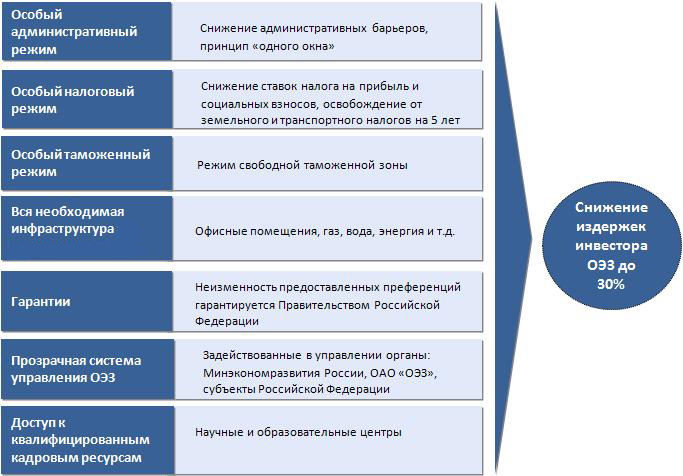 Особый
административный
режим
Снижение административных барьеров,
принцип «одного окна»
Особый налоговый
режим
Снижение ставок налога на прибыль и
социальных взносов, освобождение от
земельного и транспортного налогов на 5 лет
Особый таможенный
режим
Режим свободной таможенной зоны
Вся необходимая
инфраструктура
Офисные помещения, газ, вода, энергия и т.д.
Гарантии
Неизменность предоставленных преференций
гарантируется Правительством Российской
Федерации
Прозрачная система
управления ОЭЗ
Задействованные в управлении органы:
Минэкономразвития России, ОАО «ОЭЗ»,
субъекты Российской Федерации
Доступ к
квалифицированным
кадровым ресурсам
Научные и образовательные центры
Снижение
издержек
инвестора
ОЭЗ до
30%